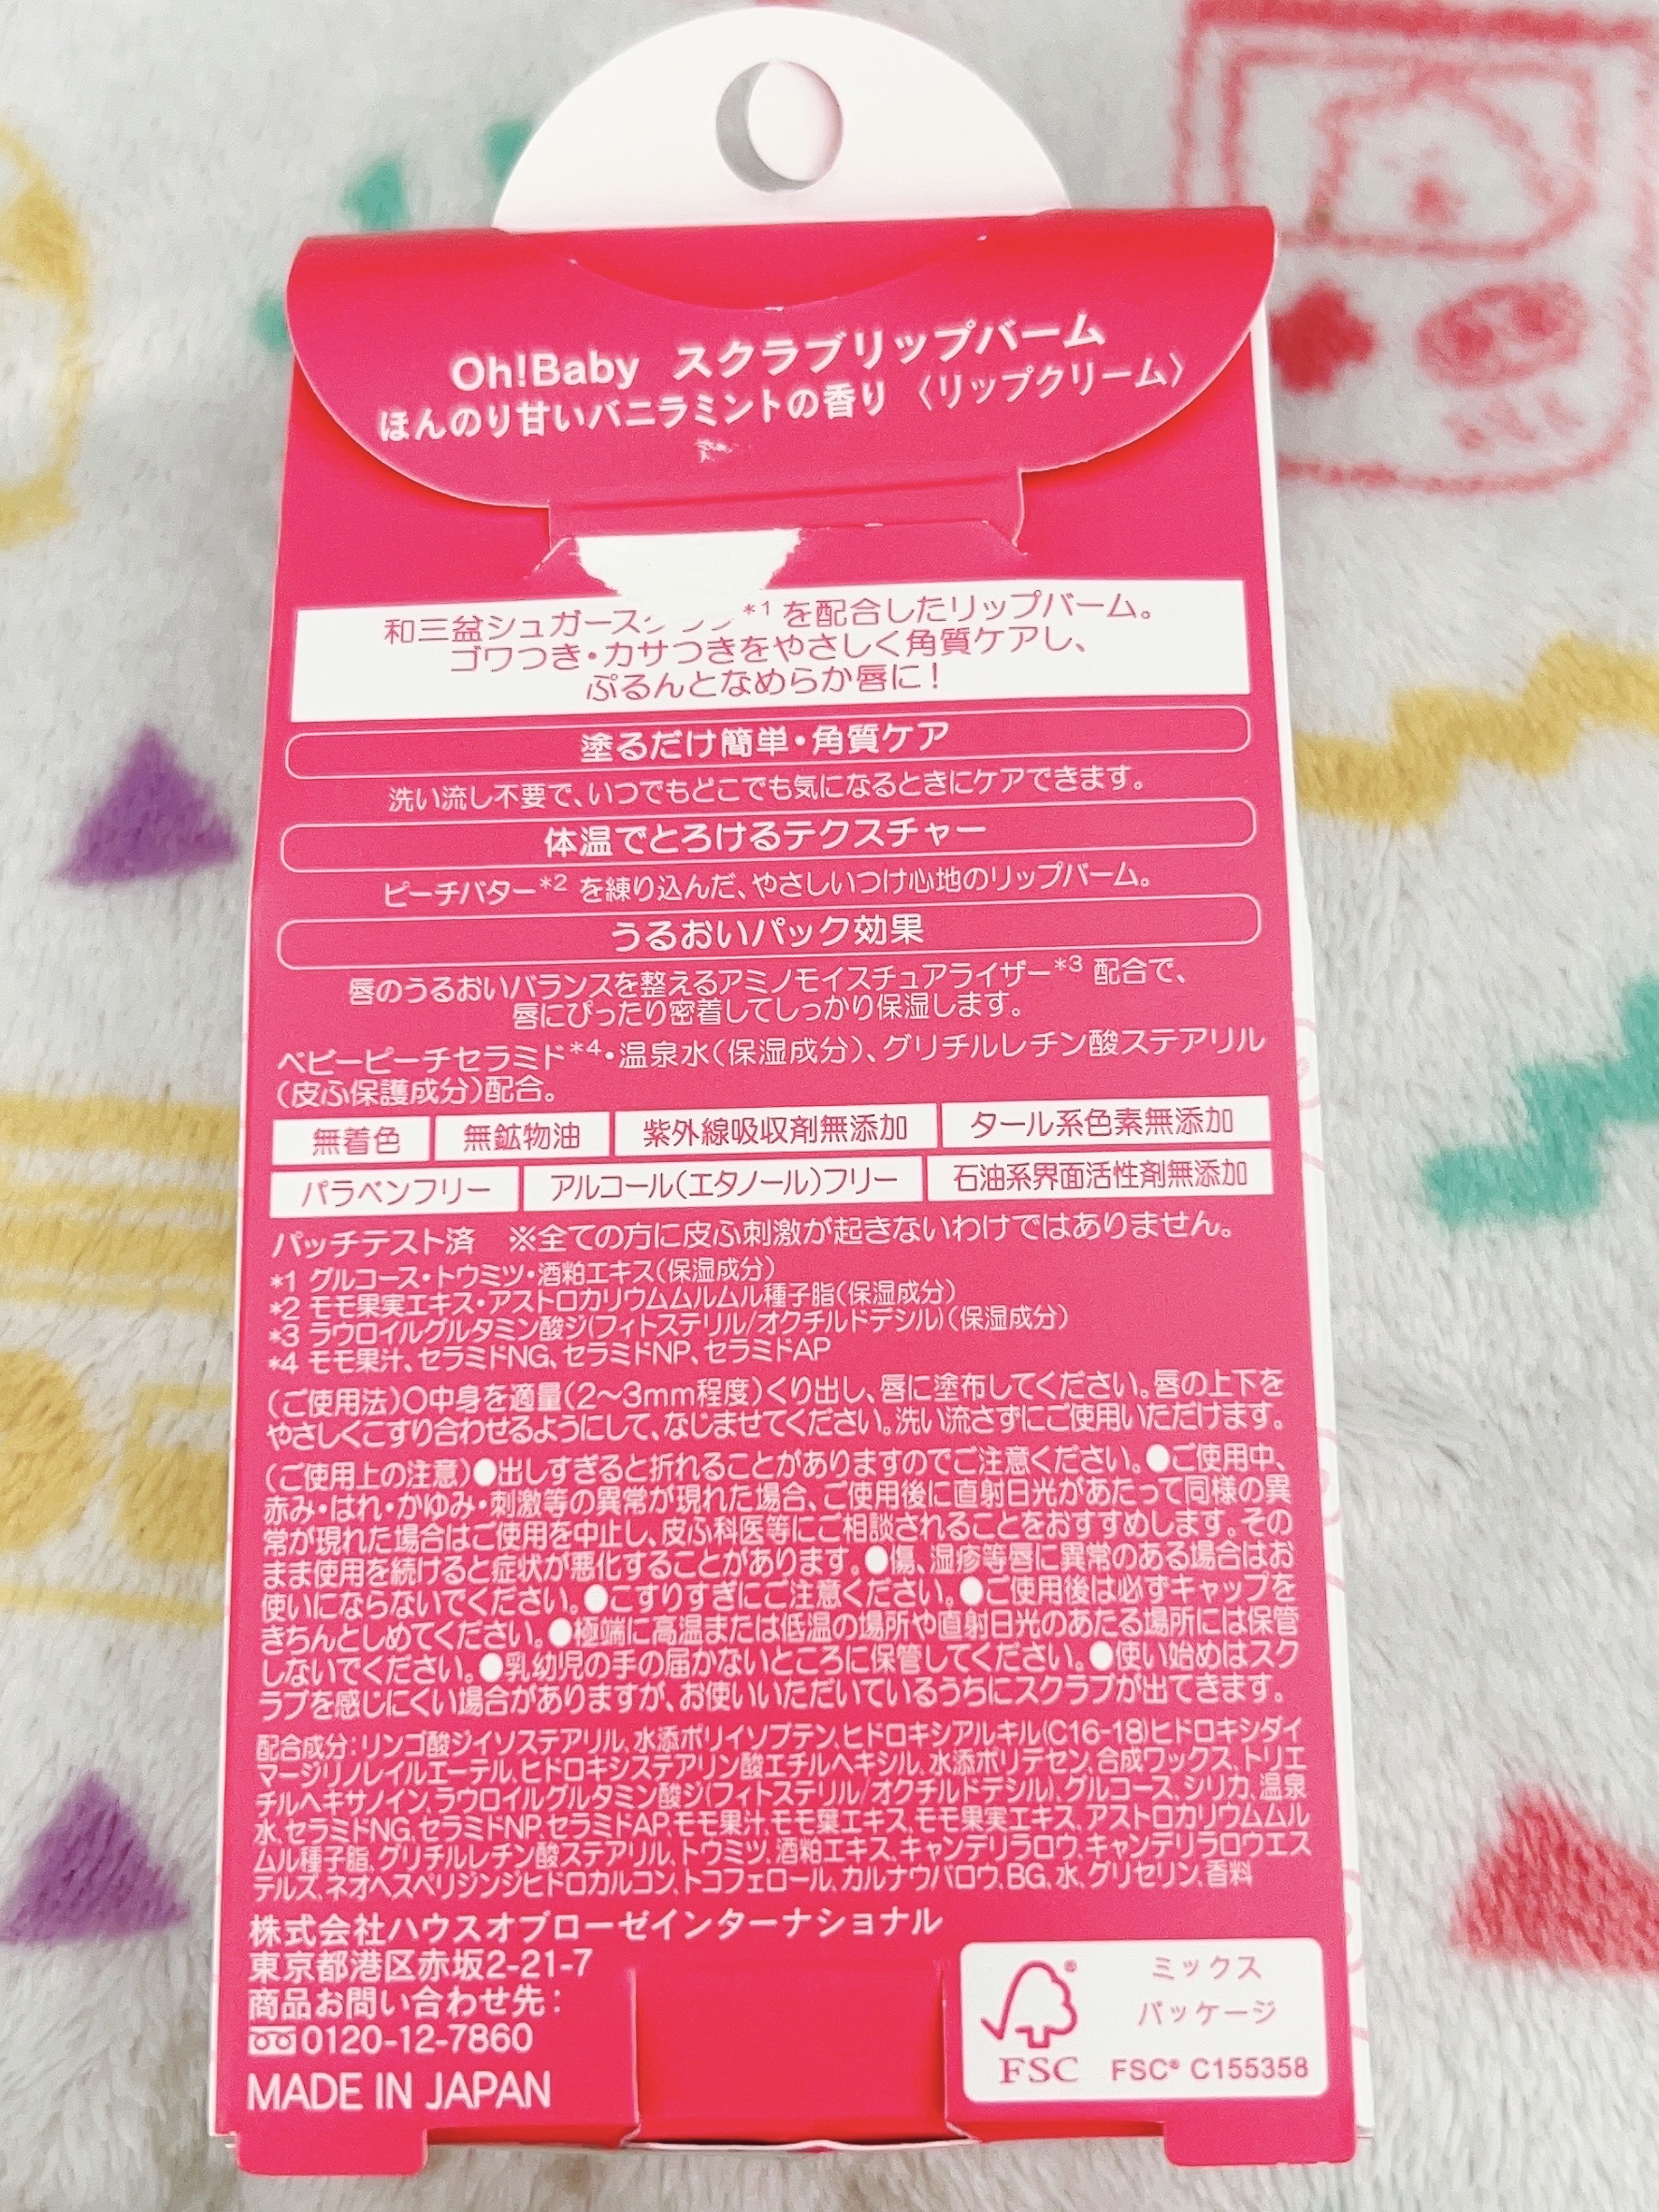 Oh!Baby スクラブリップバーム
ほんのり甘いバニラミントの香り 〈リップクリーム〉
和三盆シュガース *1 を配合したリップバーム。
ゴワつき・カサつきをやさしく角質ケアし、
ぷるんとなめらか唇に!
塗るだけ簡単・角質ケア
洗い流し不要で、いつでもどこでも気になるときにケアできます。
体温でとろけるテクスチャー
ピーチバター*2 を練り込んだ、やさしいつけ心地のリップバーム。
うるおいパック効果
唇のうるおいバランスを整えるアミノモイスチュアライザー*3 配合で、
唇にぴったり密着してしっかり保湿します。
ベビーピーチセラミド*4・温泉水(保湿成分)、グリチルレチン酸ステアリル
(皮ふ保護成分)配合。
無着色 無鉱物油 紫外線吸収剤無添加 タール系色素無添加
パラベンフリー アルコール(エタノール)フリー 石油系界面活性剤無添加
パッチテスト済 ※全ての方に皮ふ刺激が起きないわけではありません。
*1 グルコース・トウミツ・酒粕エキス(保湿成分)
*2 モモ果実エキス・アストロカリウムムルムル種子脂(保湿成分)
*3 ラウロイルグルタミン酸ジ(フィトステリル/オクチルドデシル)(保湿成分)
*4 モモ果汁、セラミドNG、セラミドNP、セラミドAP
(ご使用法)○中身を適量(2〜3mm程度)くり出し、唇に塗布してください。唇の上下を
やさしくこすり合わせるようにして、なじませてください。洗い流さずにご使用いただけます。
(ご使用上の注意)●出しすぎると折れることがありますのでご注意ください。●ご使用中、
赤み・はれ・かゆみ・刺激等の異常が現れた場合、ご使用後に直射日光があたって同様の異
常が現れた場合はご使用を中止し、皮ふ科医等にご相談されることをおすすめします。その
まま使用を続けると症状が悪化することがあります。●傷、湿疹等唇に異常のある場合はお
使いにならないでください。●こすりすぎにご注意ください。●ご使用後は必ずキャップを
きちんとしめてください。●極端に高温または低温の場所や直射日光のあたる場所には保管
しないでください。●乳幼児の手の届かないところに保管してください。●使い始めはスク
ラブを感じにくい場合がありますが、お使いいただいているうちにスクラブが出てきます。
配合成分:リンゴ酸ジイソステアリル、水添ポリイソブテン、ヒドロキシアルキル(C16-18)ヒドロキシダイ
マージリノレイルエーテル、ヒドロキシステアリン酸エチルヘキシル、水添ポリデセン、合成ワックス、トリエ
チルヘキサノイン、ラウロイルグルタミン酸ジ(フィトステリル/オクチルドデシル)、グルコース、シリカ、温泉
水、セラミドNG、セラミドNP、セラミドAP、モモ果汁、モモ葉エキス、モモ果実エキス、アストロカリウムムル
ムル種子脂、グリチルレチン酸ステアリル、トウミツ、酒粕エキス、キャンデリラロウ、キャンデリラロウエス
テルズ、ネオヘスペリジンジヒドロカルコン、トコフェロール、カルナウバロウ、BG、水、グリセリン、香料
株式会社ハウスオブローゼインターナショナル
東京都港区赤坂2-21-7
商品お問い合わせ先:
0120-12-7860
MADE IN JAPAN
ミックス
パッケージ
FSC
FSC® C155358